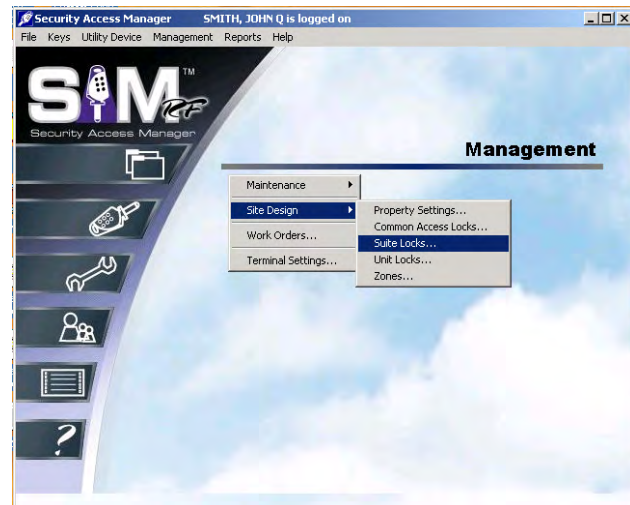 Security Access Manager SMITH, JOHN Q is logged on
File Keys Utility Device Management Reports Help
SAM TM
RF
Security Access Manager
Management
Maintenance
Site Design
Work Orders...
Terminal Settings...
Property Settings...
Common Access Locks...
Suite Locks...
Unit Locks...
Zones...
?